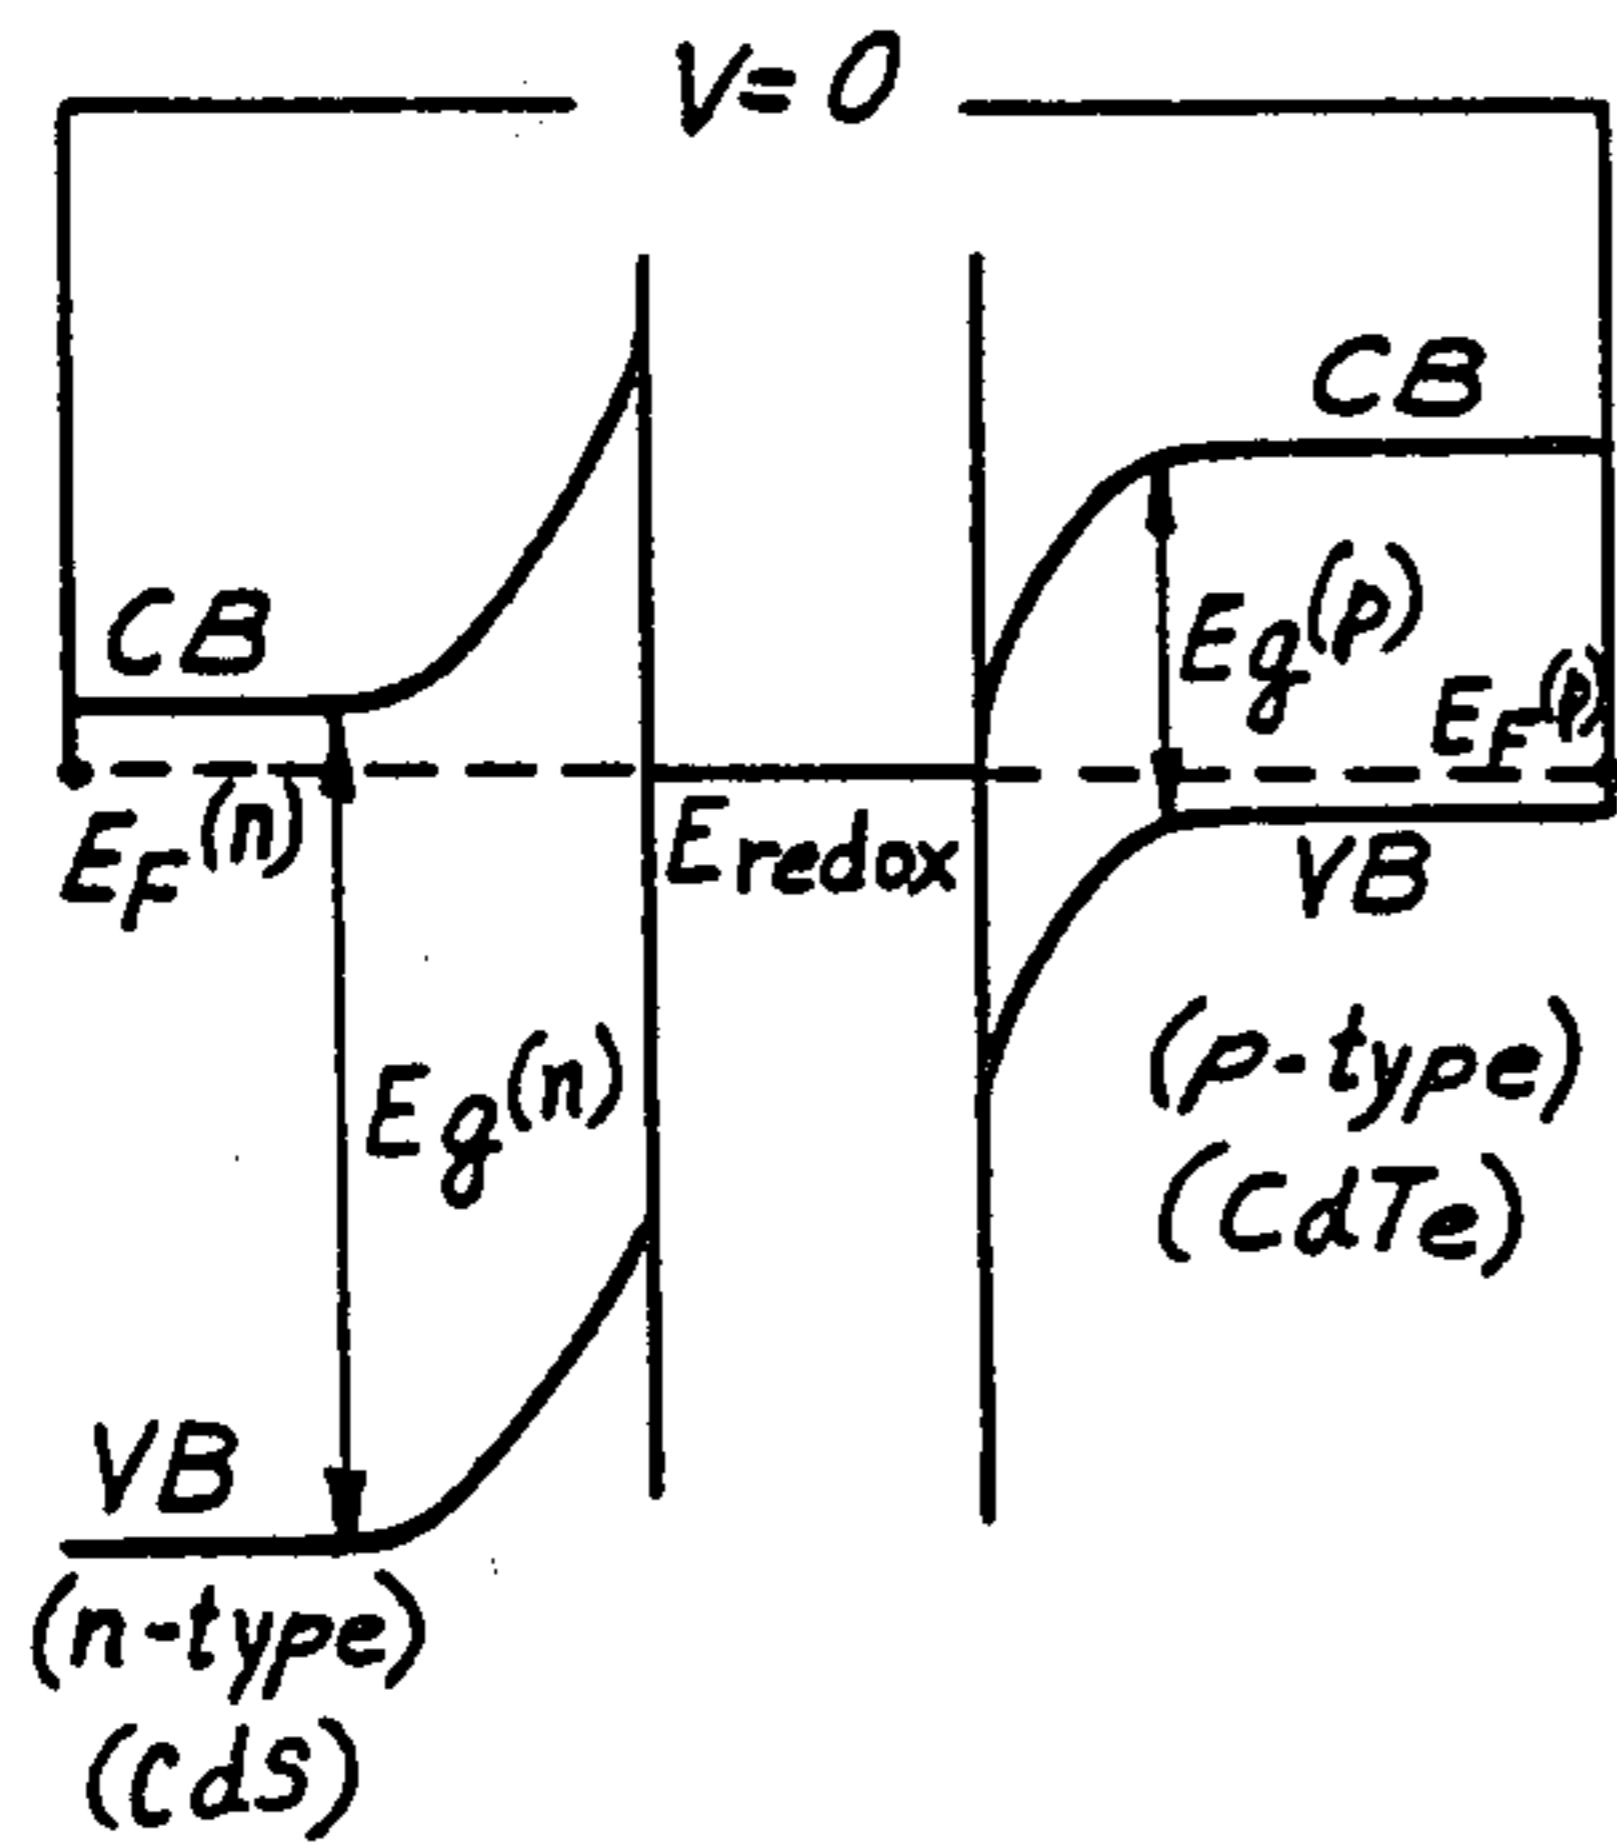 V=0
CB
CB
Eg(p)
EF(p)
EF(n)
Eredox
VB
Eg(n)
(p-type)
(CdTe)
VB
(n-type)
(CdS)